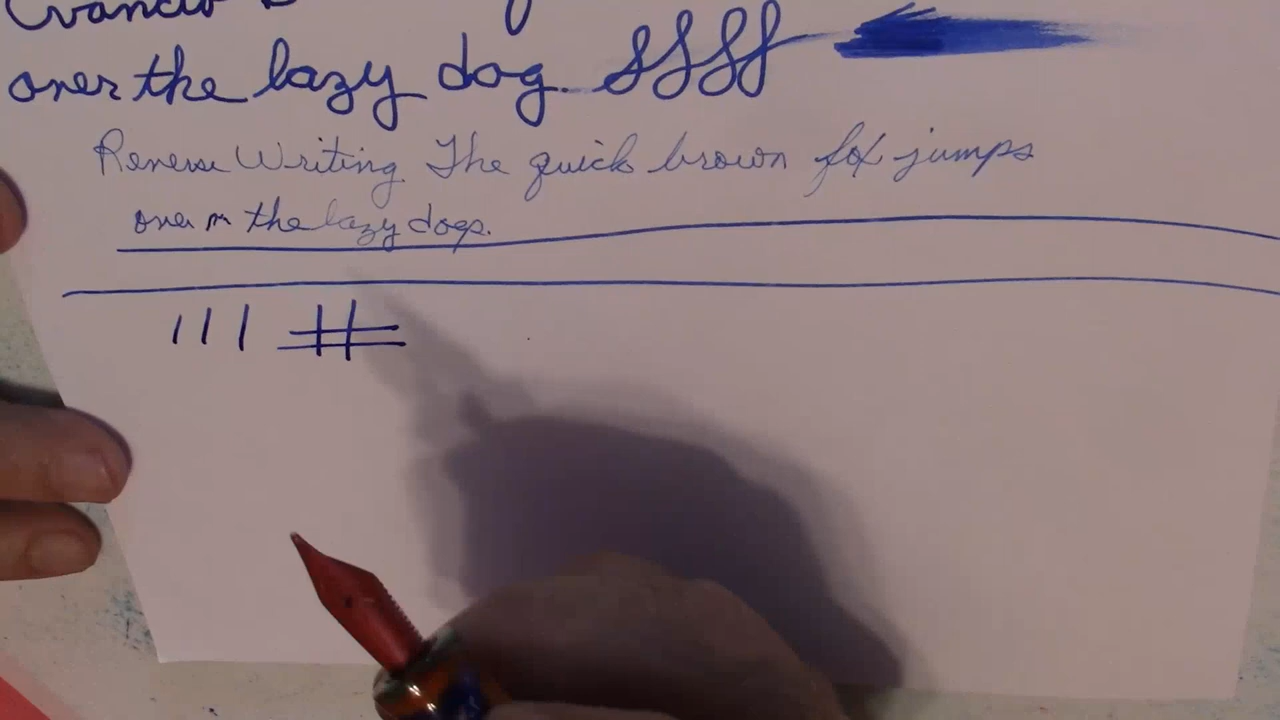 over the lazy dog. SSSS
Reverse Writing The quick brown fox jumps
over the lazy dogs.